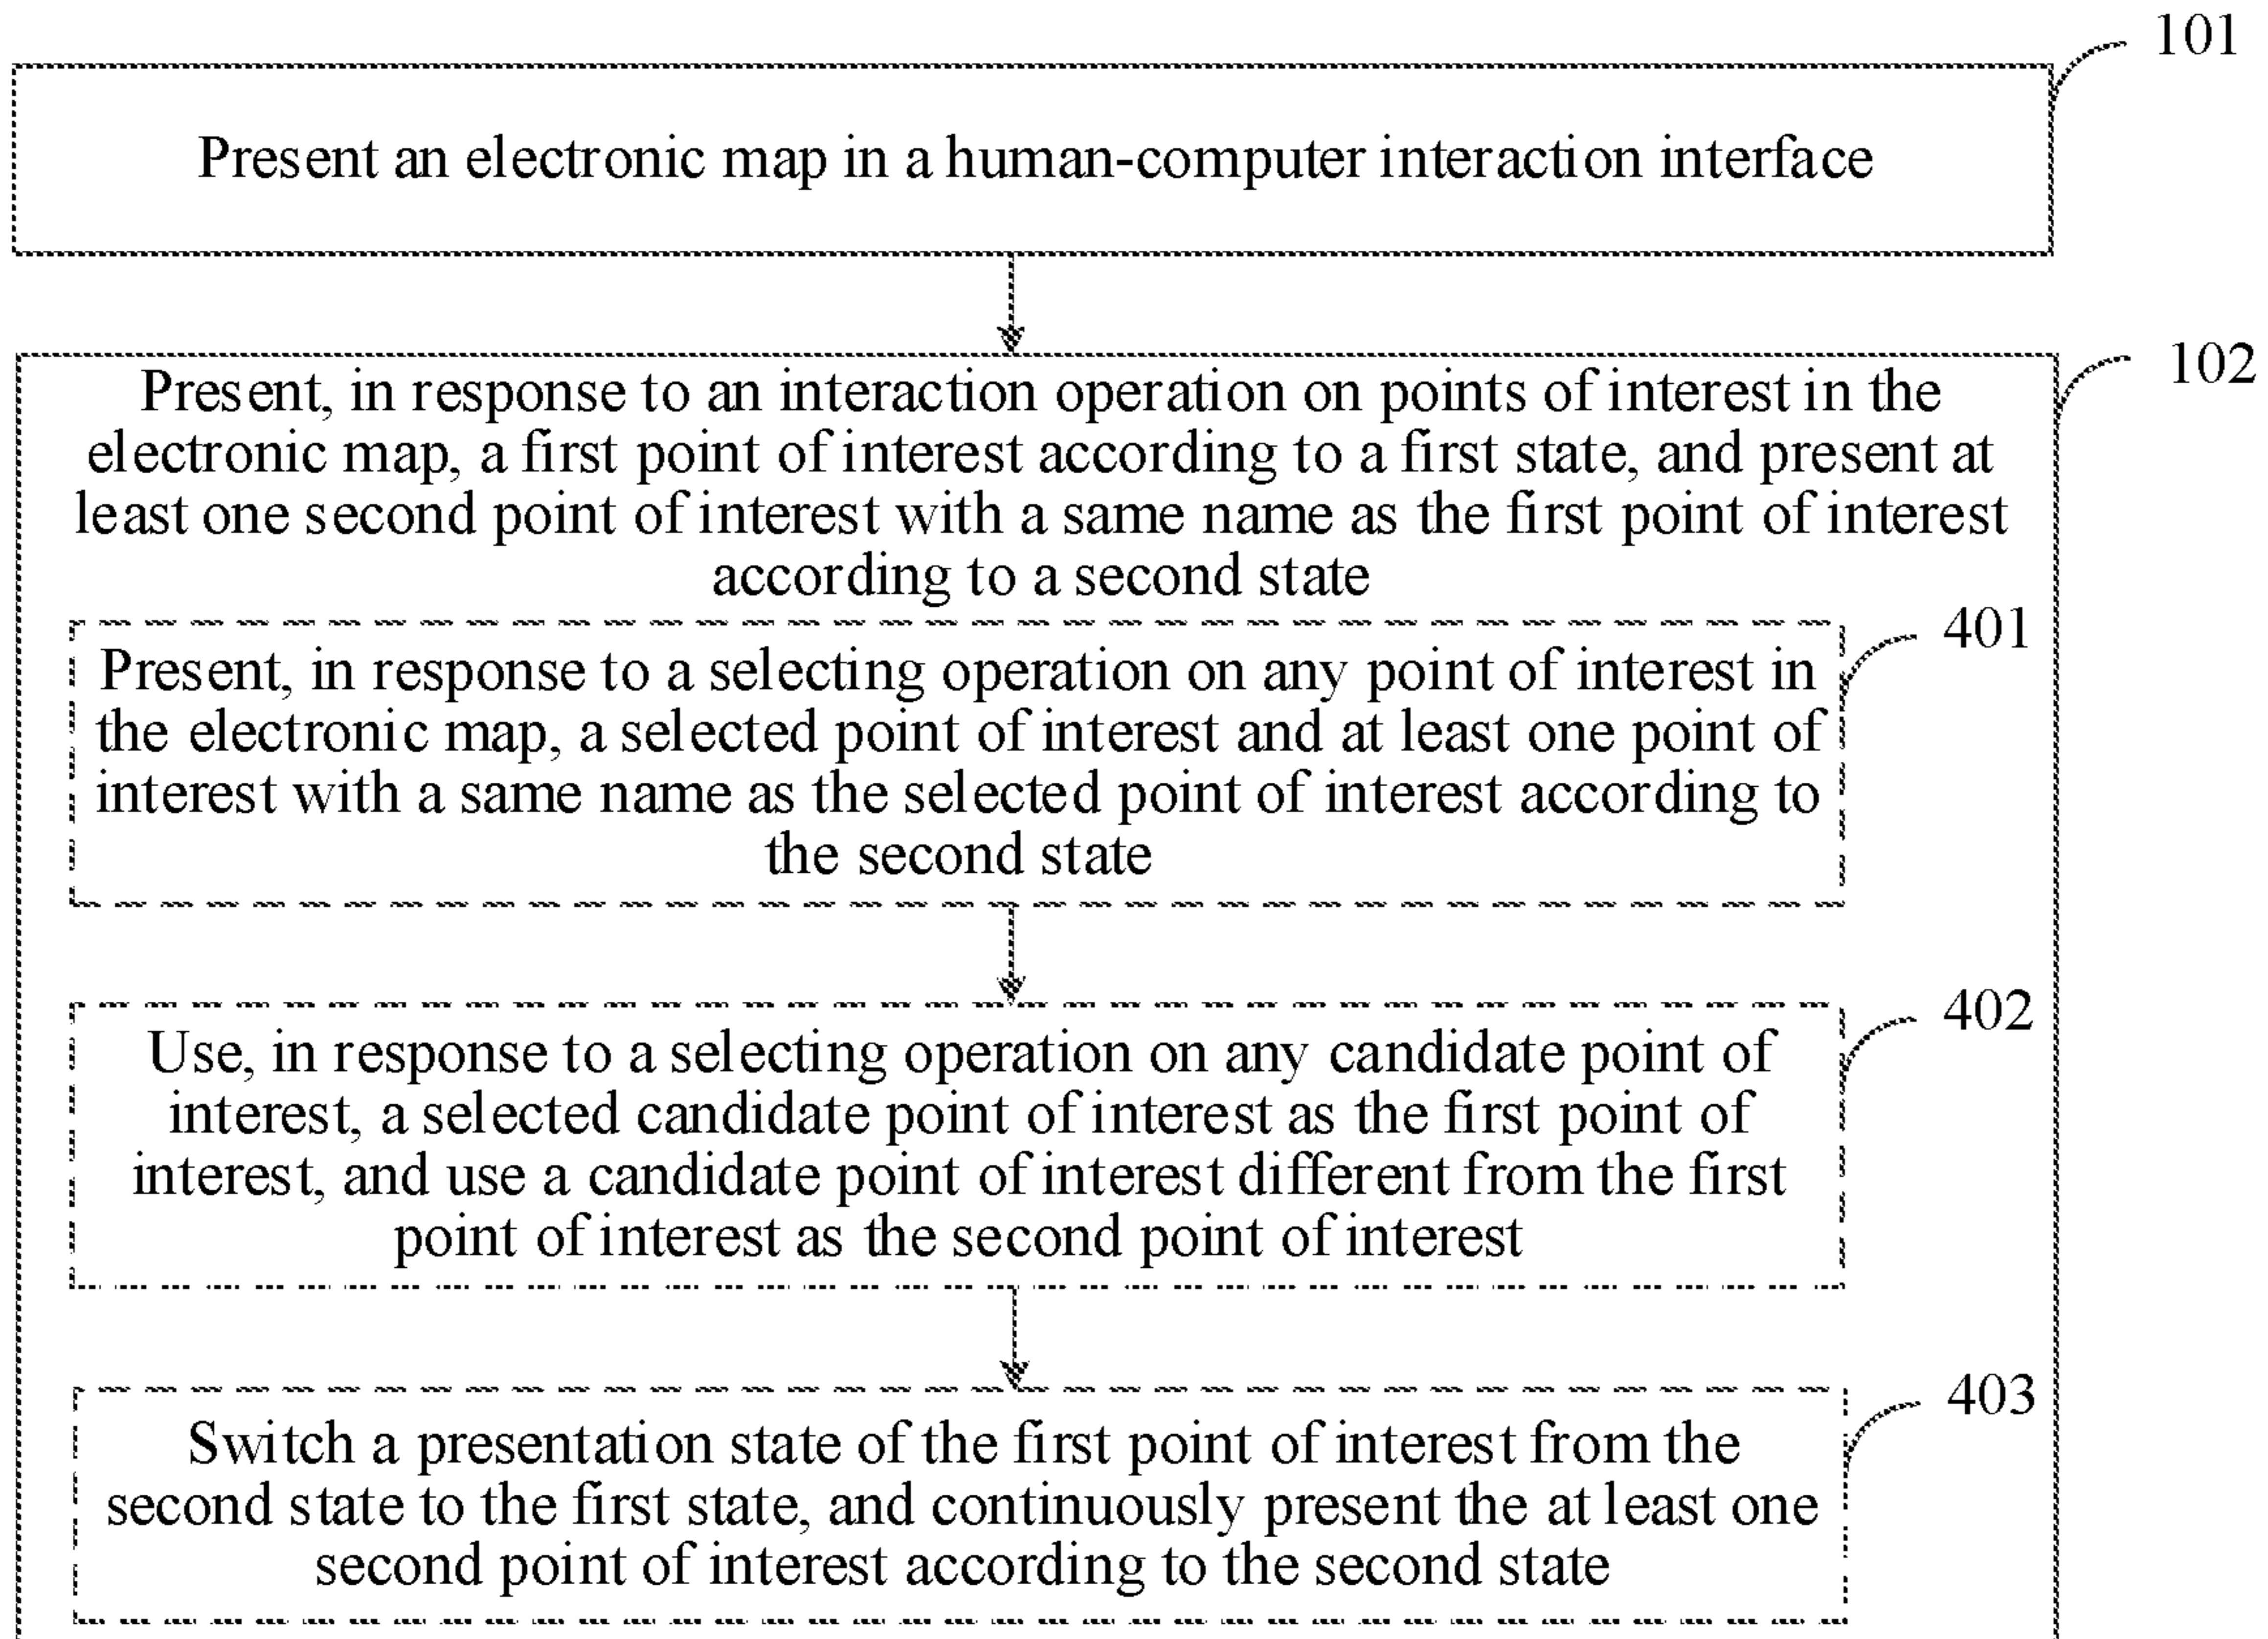 101
Present an electronic map in a human-computer interaction interface
102
Present, in response to an interaction operation on points of interest in the
electronic map, a first point of interest according to a first state, and present at
least one second point of interest with a same name as the first point of interest
according to a second state
401
Present, in response to a selecting operation on any point of interest in
the electronic map, a selected point of interest and at least one point of
interest with a same name as the selected point of interest according to
the second state
402
Use, in response to a selecting operation on any candidate point of
interest, a selected candidate point of interest as the first point of
interest, and use a candidate point of interest different from the first
point of interest as the second point of interest
403
Switch a presentation state of the first point of interest from the
second state to the first state, and continuously present the at least one
second point of interest according to the second state